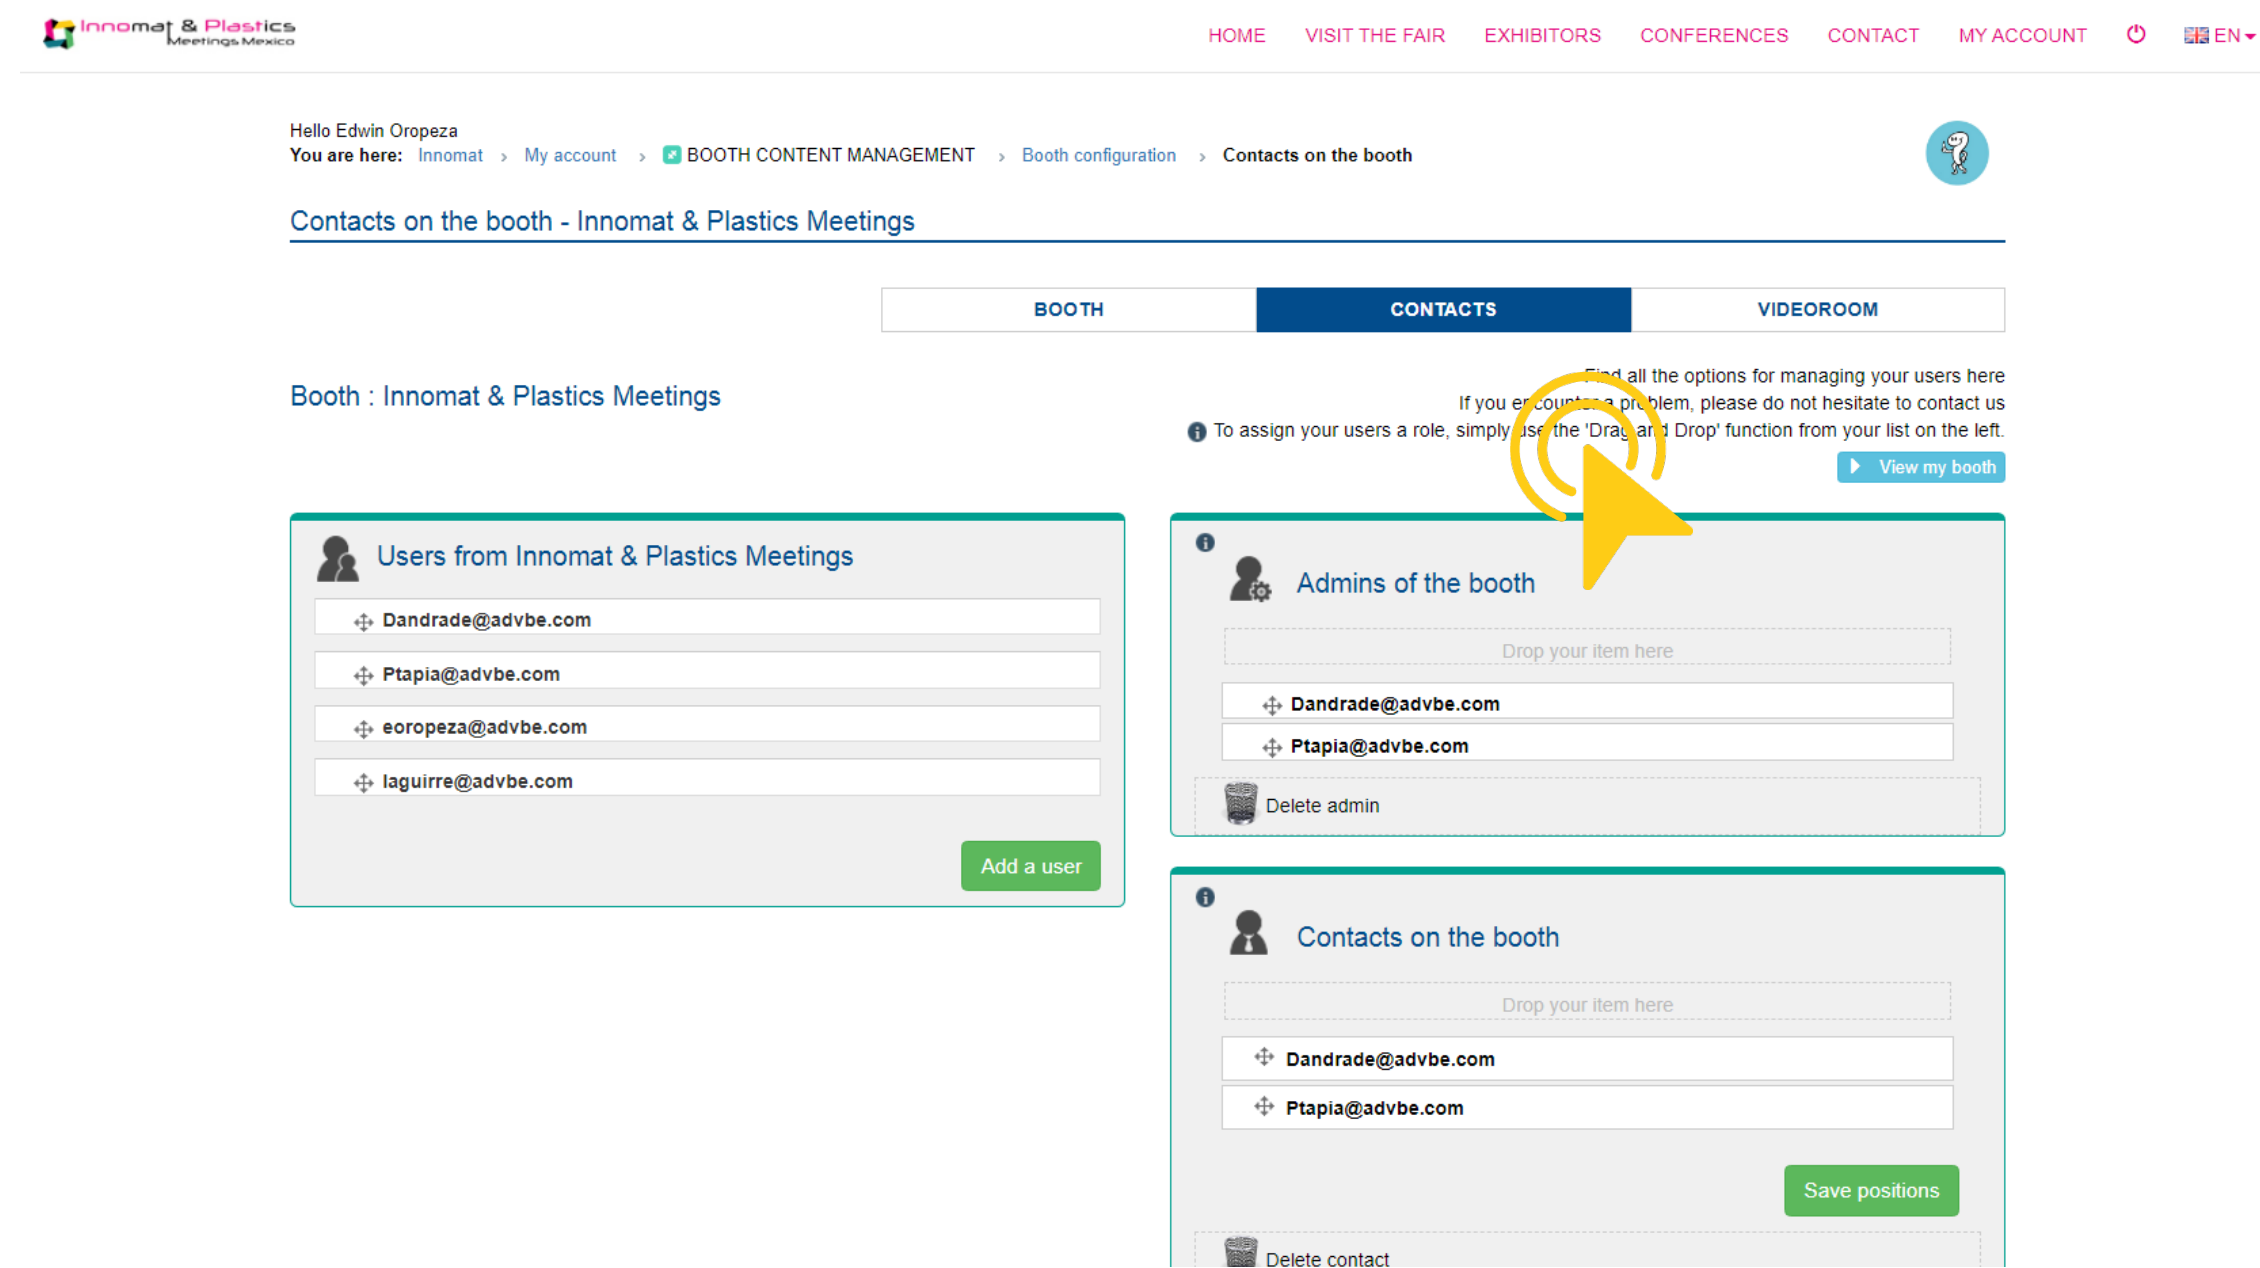 Innomat & Plastics
Meetings Mexico
HOME VISIT THE FAIR EXHIBITORS CONFERENCES CONTACT MY ACCOUNT EN
Hello Edwin Oropeza
You are here: Innomat › My account › BOOTH CONTENT MANAGEMENT › Booth configuration › Contacts on the booth
Contacts on the booth - Innomat & Plastics Meetings
BOOTH CONTACTS VIDEOROOM
Booth : Innomat & Plastics Meetings
Find all the options for managing your users here
If you encounter a problem, please do not hesitate to contact us
To assign your users a role, simply use the 'Drag and Drop' function from your list on the left.
View my booth
Users from Innomat & Plastics Meetings
Dandrade@advbe.com
Ptapia@advbe.com
eoropeza@advbe.com
laguirre@advbe.com
Add a user
Admins of the booth
Drop your item here
Dandrade@advbe.com
Ptapia@advbe.com
Delete admin
Contacts on the booth
Drop your item here
Dandrade@advbe.com
Ptapia@advbe.com
Save positions
Delete contact